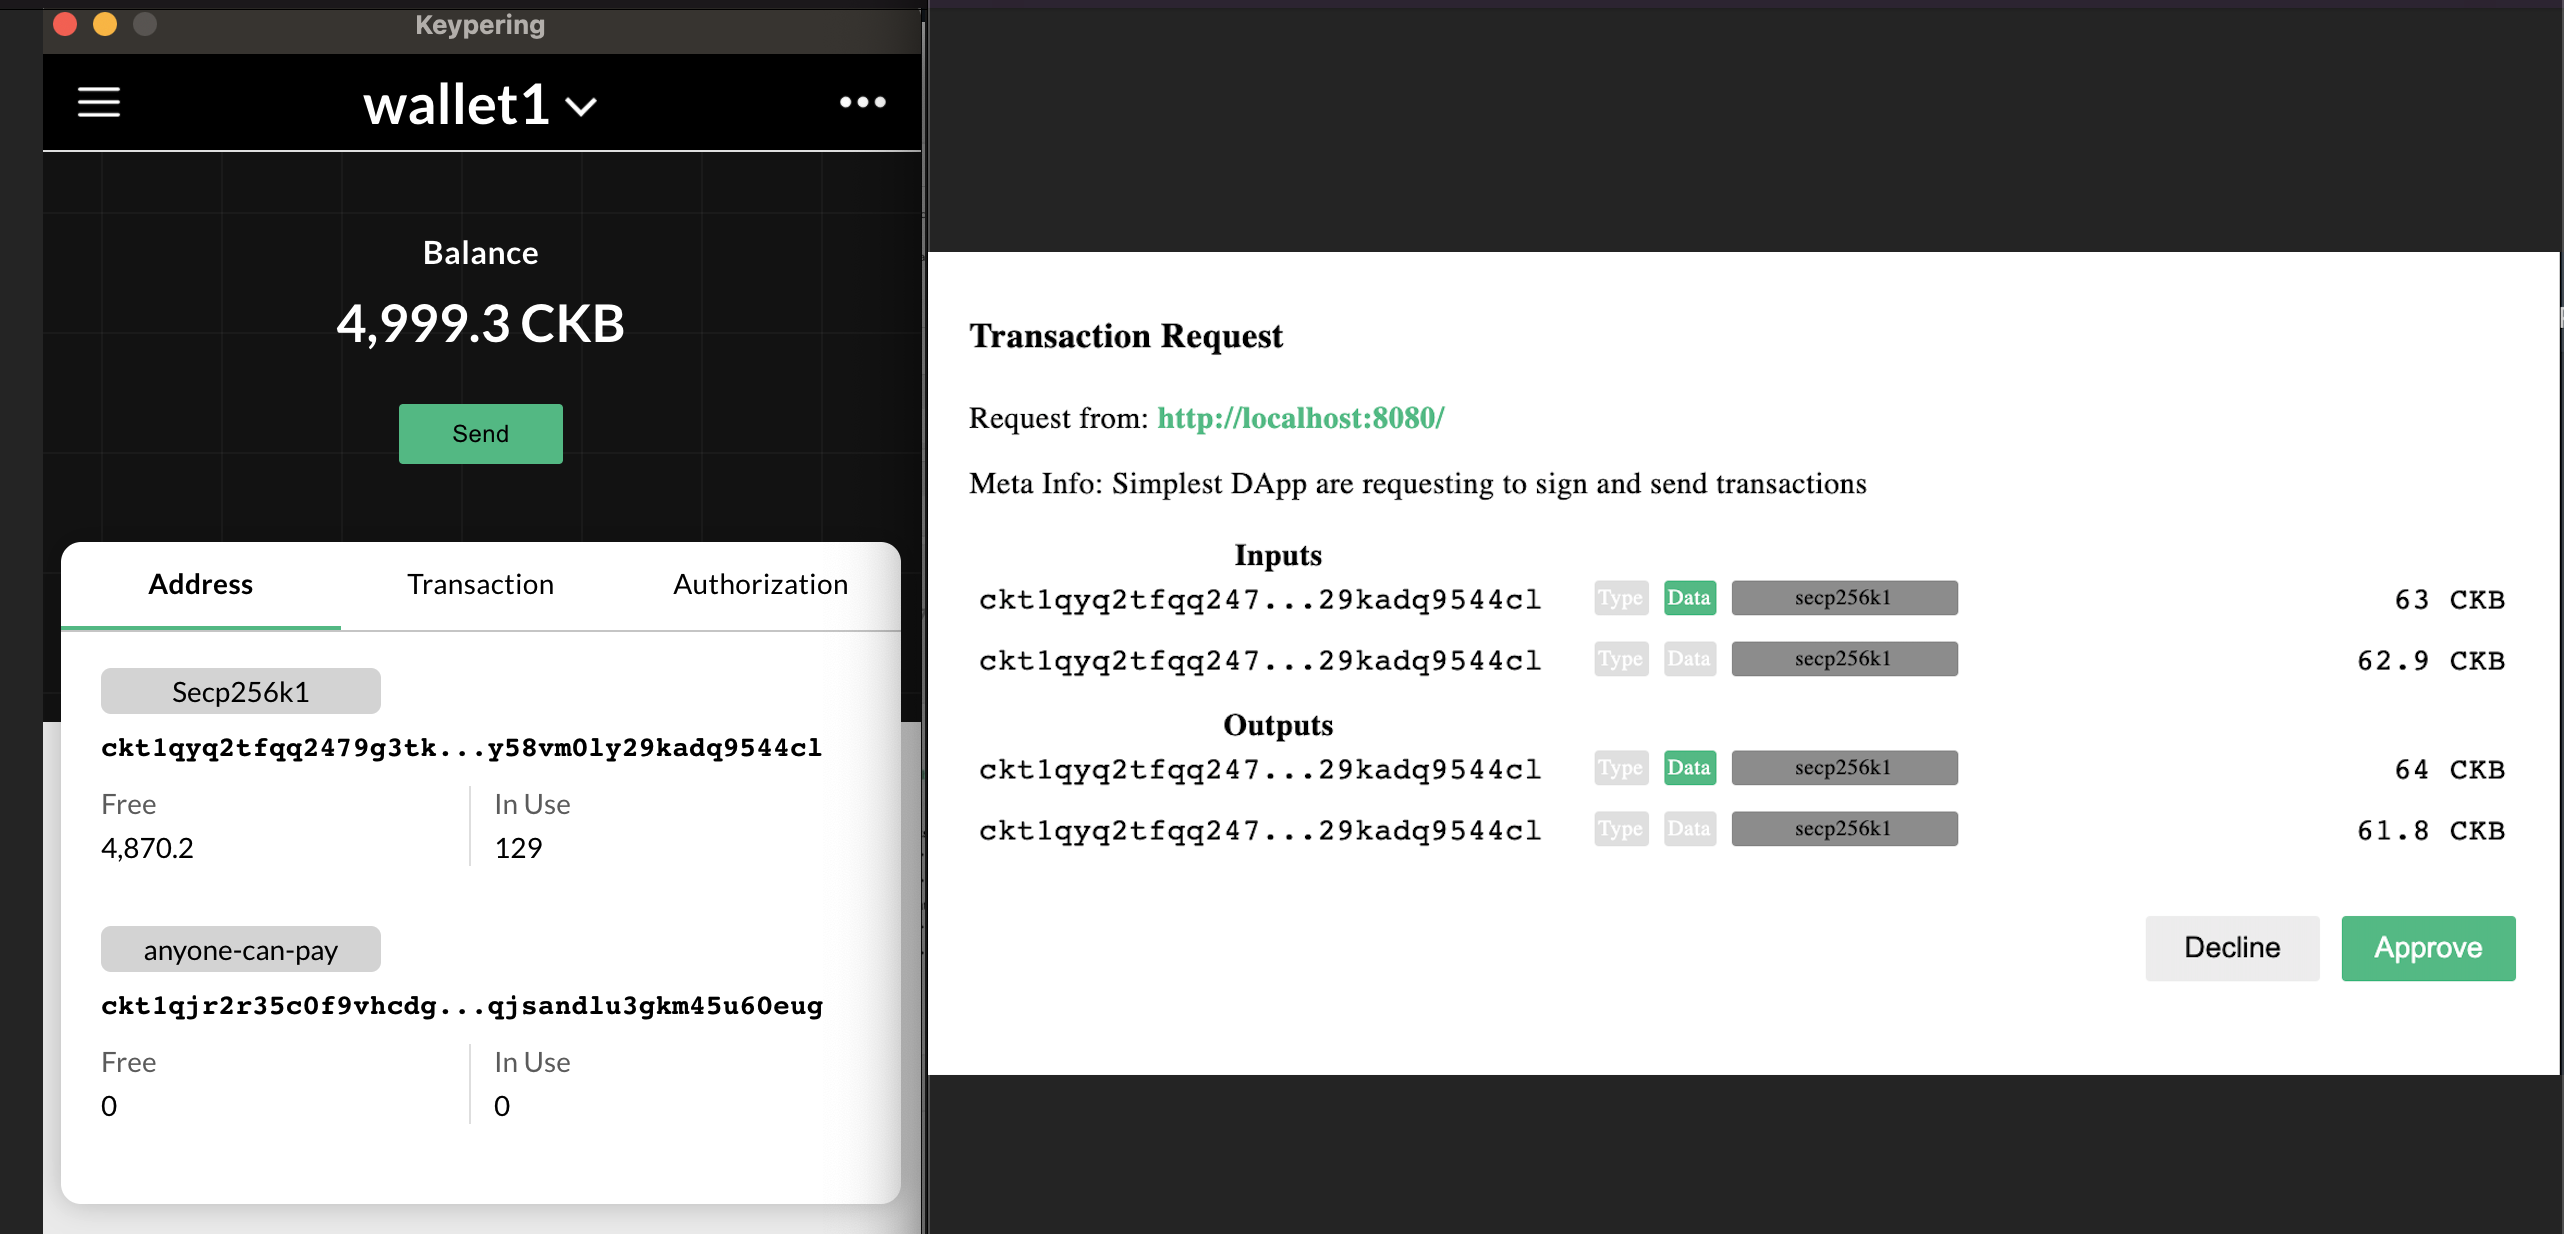 Keypering
wallet1
Balance
4,999.3 CKB
Send
Address Transaction Authorization
Secp256k1
ckt1qyq2tfqq2479g3tk...y58vm0ly29kadq9544cl
Free In Use
4,870.2 129
anyone-can-pay
ckt1qjr2r35c0f9vhcdg...qjsandlu3gkm45u60eug
Free In Use
0 0
Transaction Request
Request from: http://localhost:8080/
Meta Info: Simplest DApp are requesting to sign and send transactions
Inputs
ckt1qyq2tfqq247...29kadq9544cl Type Data secp256k1 63 CKB
ckt1qyq2tfqq247...29kadq9544cl Type Data secp256k1 62.9 CKB
Outputs
ckt1qyq2tfqq247...29kadq9544cl Type Data secp256k1 64 CKB
ckt1qyq2tfqq247...29kadq9544cl Type Data secp256k1 61.8 CKB
Decline Approve